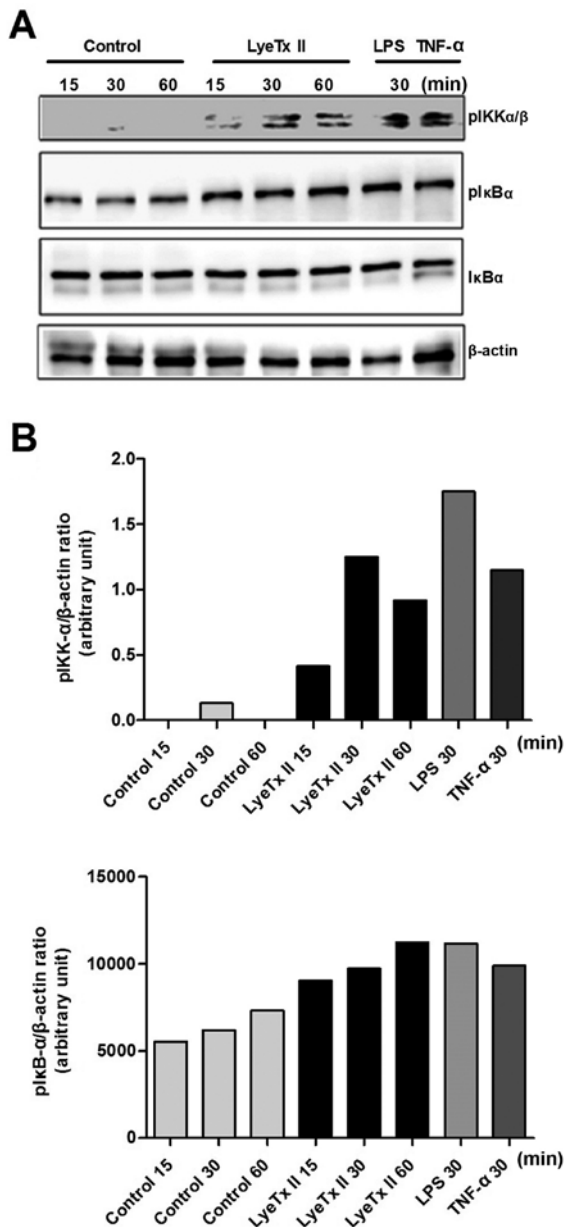 A
Control LyeTx II LPS TNF-α
15 30 60 15 30 60 30 (min)
pIKKα/β
pIκBα
IκBα
β-actin
B
pIKK-α/β-actin ratio
(arbitrary unit)
2.0
1.5
1.0
0.5
0.0
Control 15
Control 30
Control 60
LyeTx II 15
LyeTx II 30
LyeTx II 60
LPS 30
TNF-α 30
(min)
pIκB-α/β-actin ratio
(arbitrary unit)
15000
10000
5000
0
Control 15
Control 30
Control 60
LyeTx II 15
LyeTx II 30
LyeTx II 60
LPS 30
TNF-α 30
(min)